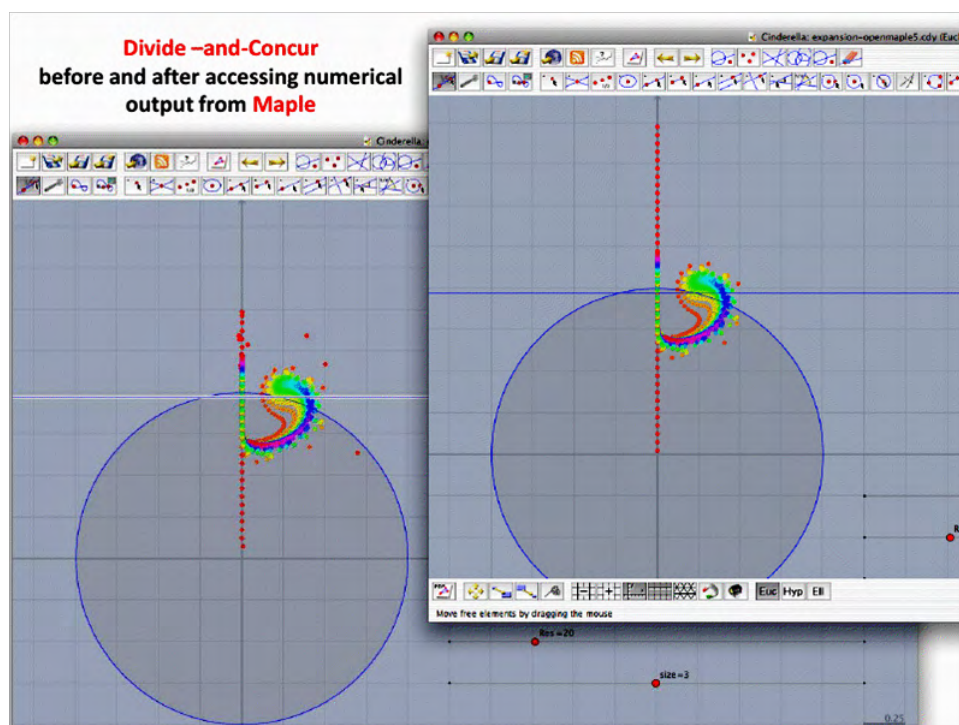 Divide –and-Concur
before and after accessing numerical
output from Maple
Cinderella: expansion-openmaple5.cdy (Euc
Cinderella:
Euc Hyp Ell
Move free elements by dragging the mouse
R
Res=20
size=3
0.25